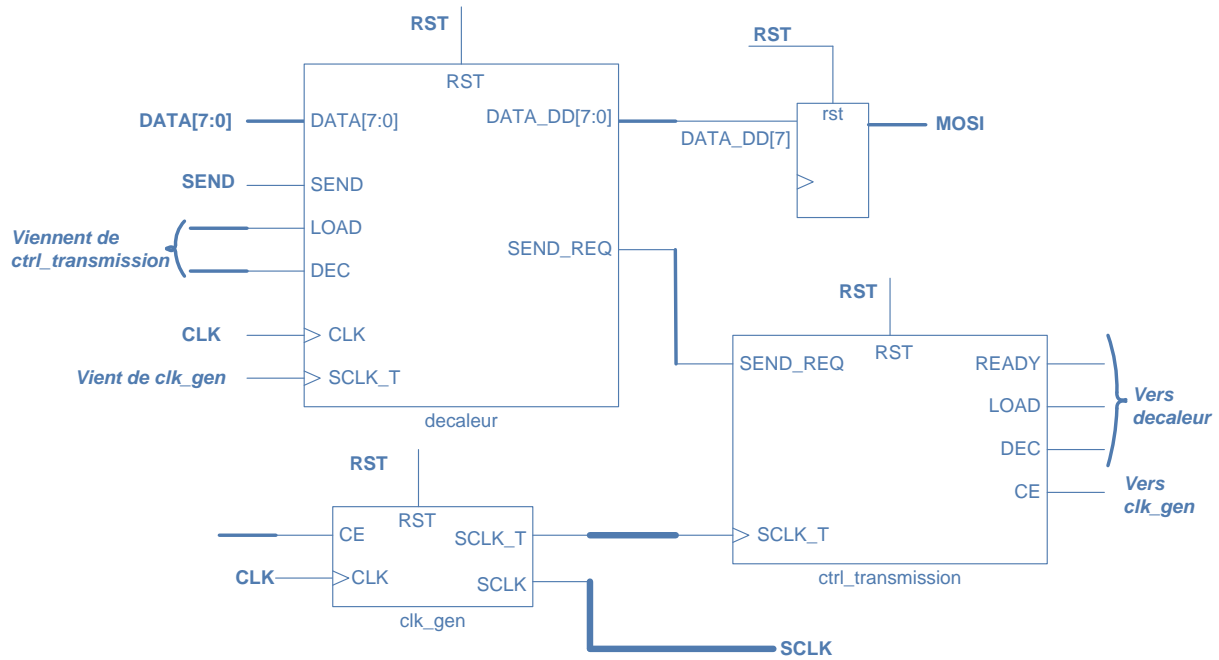 RST
RST
DATA[7:0]
SEND
Viennent de
ctrl_transmission
CLK
Vient de clk_gen
RST
DATA[7:0]
DATA_DD[7:0]
SEND
LOAD
SEND_REQ
DEC
CLK
SCLK_T
decaleur
DATA_DD[7]
rst
MOSI
RST
RST
SEND_REQ
READY
LOAD
DEC
CE
SCLK_T
ctrl_transmission
Vers
decaleur
Vers
clk_gen
RST
RST
CE
SCLK_T
CLK
CLK
SCLK
clk_gen
SCLK